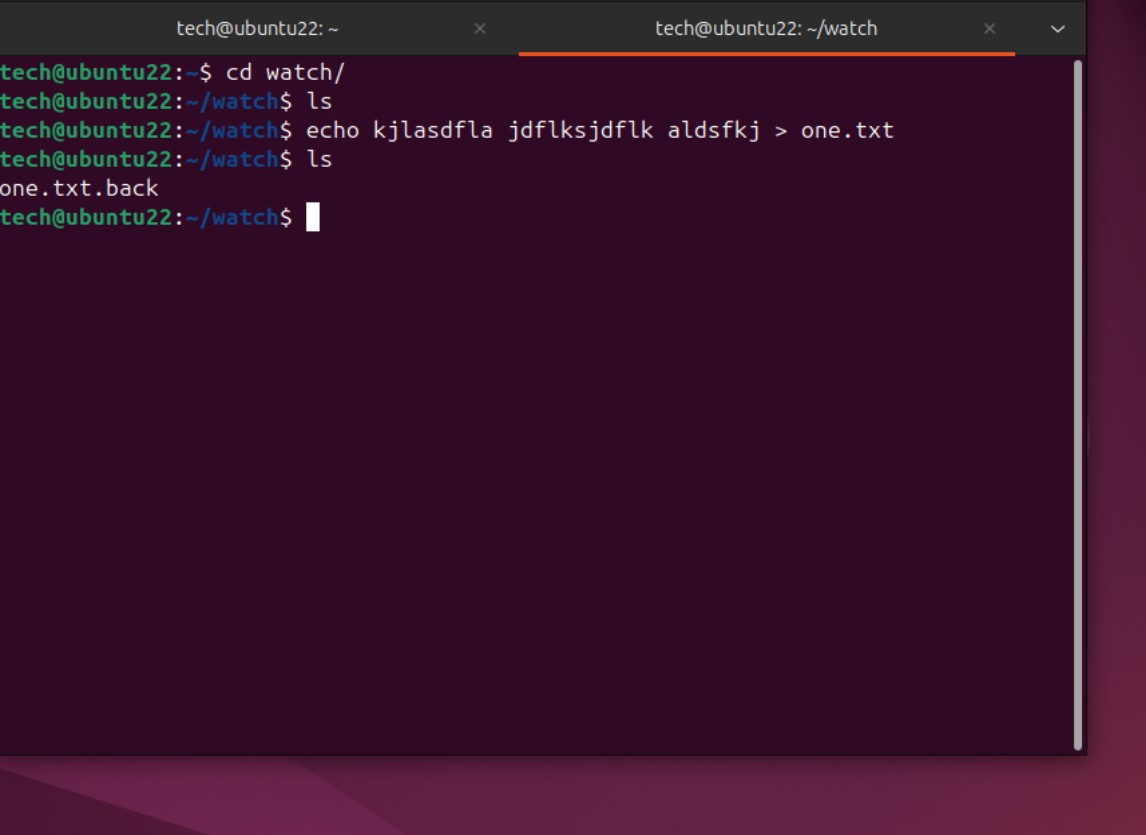 tech@ubuntu22: ~
tech@ubuntu22: ~/watch
tech@ubuntu22:~$ cd watch/
tech@ubuntu22:~/watch$ ls
tech@ubuntu22:~/watch$ echo kjlasdfla jdflksjdflk aldsfkj > one.txt
tech@ubuntu22:~/watch$ ls
one.txt.back
tech@ubuntu22:~/watch$